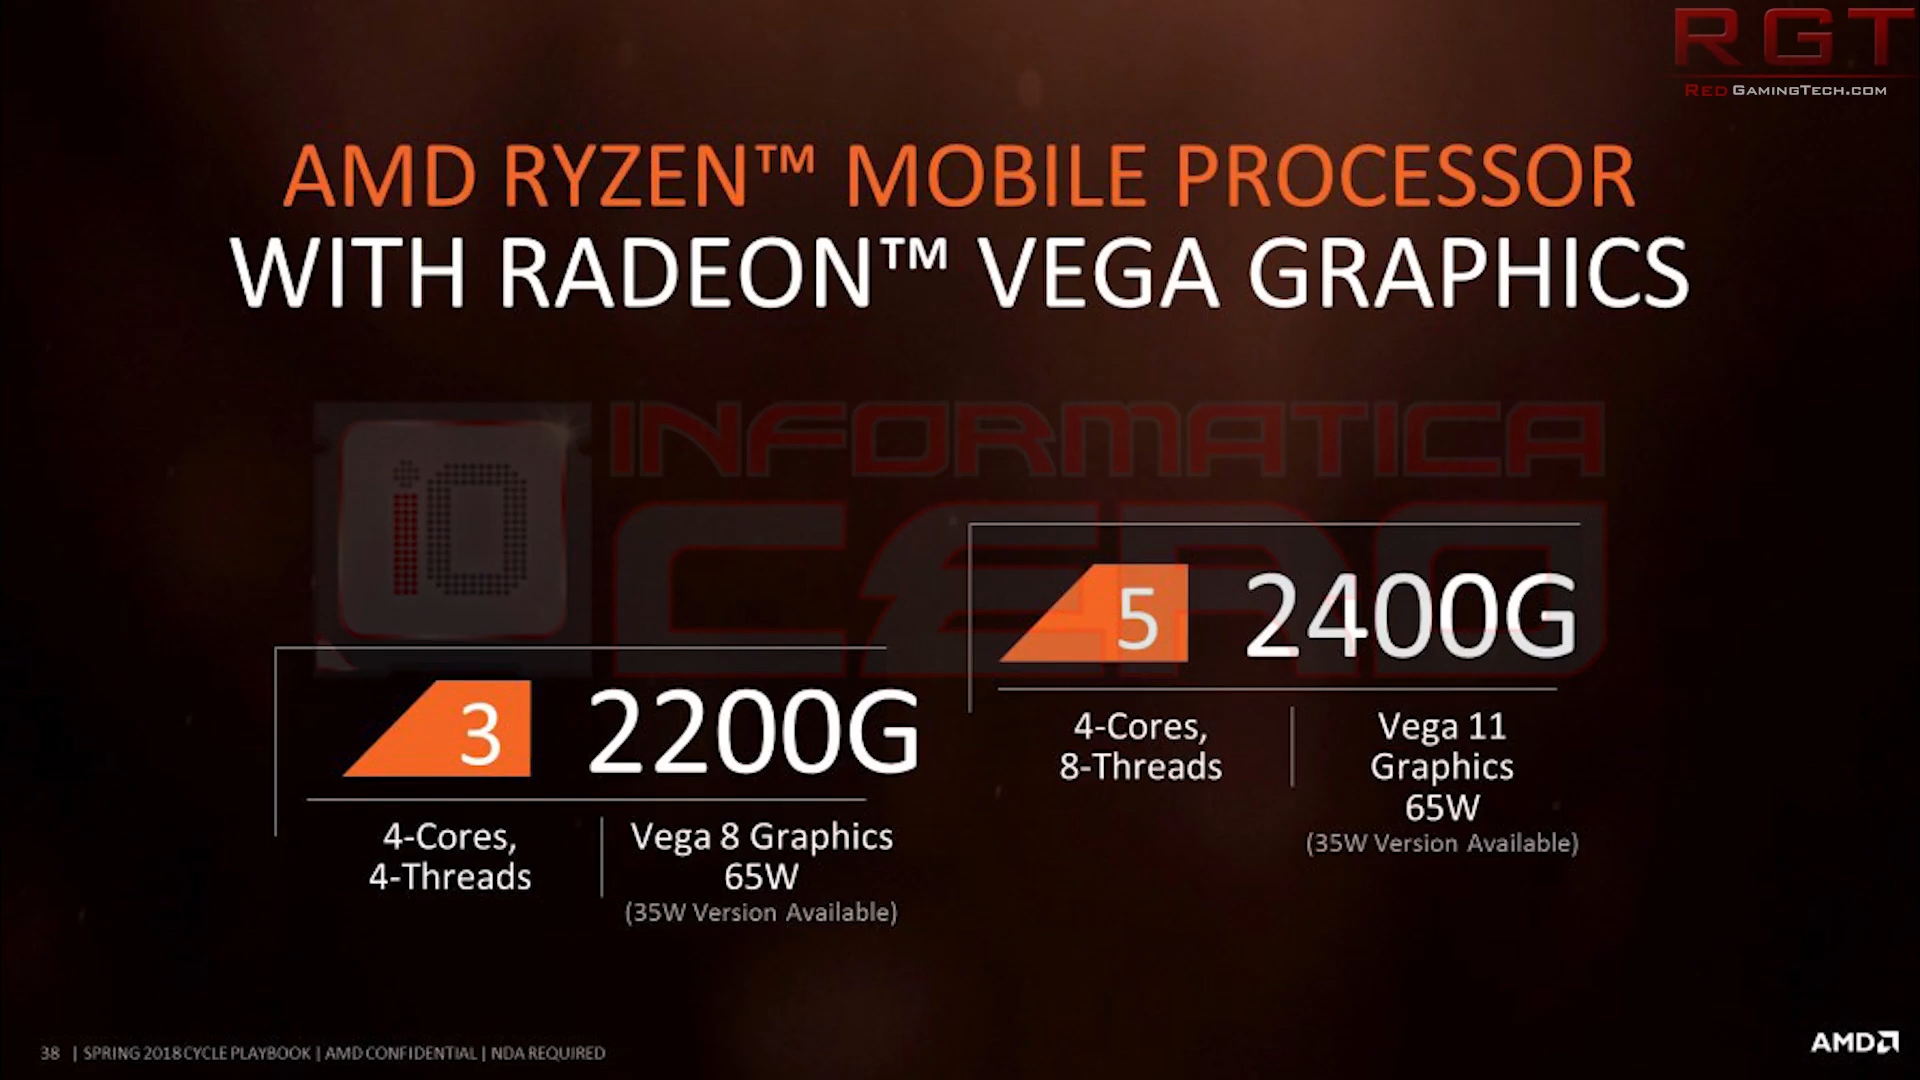 RGT
RED GAMINGTECH.COM
AMD RYZEN™ MOBILE PROCESSOR
WITH RADEON™ VEGA GRAPHICS
i0
INFORMATICA
CERO
5 2400G
4-Cores,
8-Threads
Vega 11
Graphics
65W
(35W Version Available)
3 2200G
4-Cores,
4-Threads
Vega 8 Graphics
65W
(35W Version Available)
38 | SPRING 2018 CYCLE PLAYBOOK | AMD CONFIDENTIAL | NDA REQUIRED
AMD